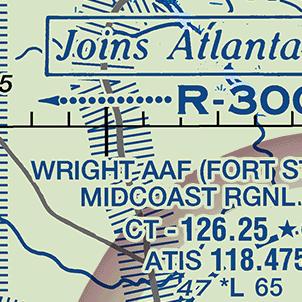 Joins Atlanta
5
R-300
WRIGHT AAF (FORT ST
MIDCOAST RGNL.
CT - 126.25 ★
ATIS 118.475
47 *L 65